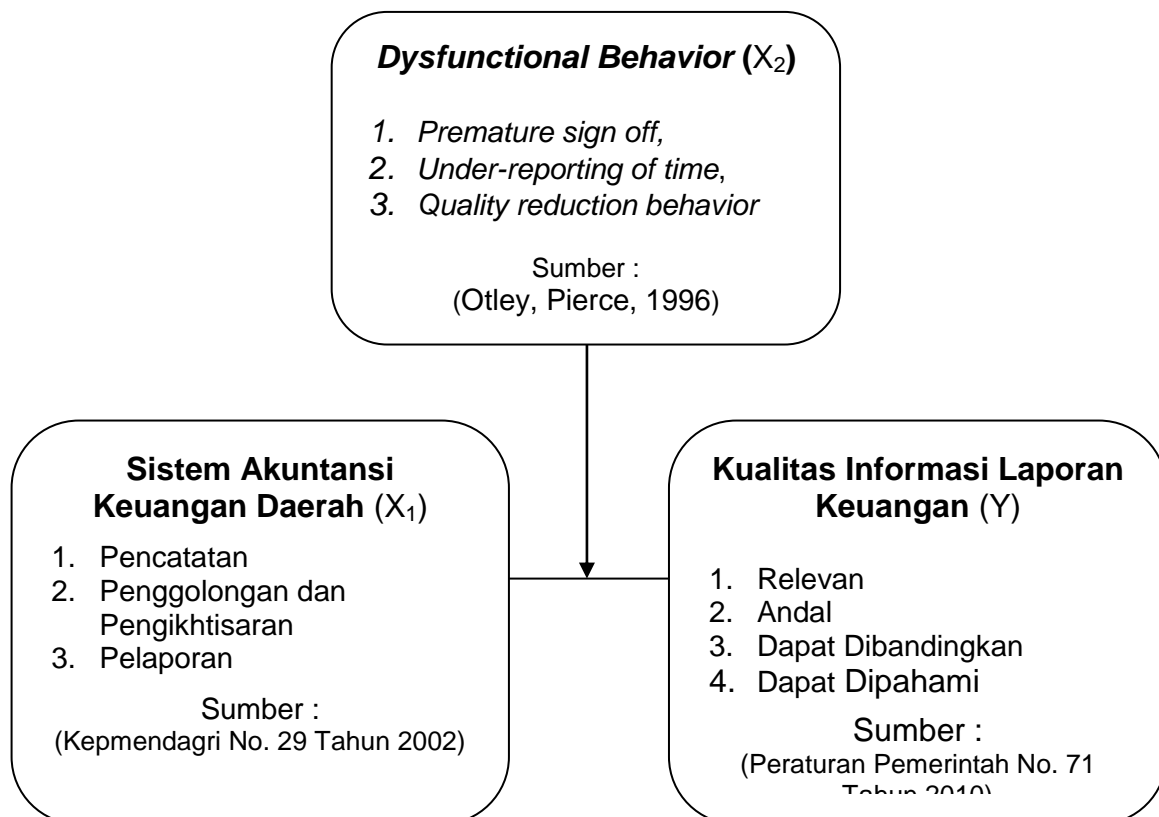 Dysfunctional Behavior (X₂)
1. Premature sign off,
2. Under-reporting of time,
3. Quality reduction behavior
Sumber :
(Otley, Pierce, 1996)
Sistem Akuntansi
Keuangan Daerah (X₁)
1. Pencatatan
2. Penggolongan dan
Pengikhtisaran
3. Pelaporan
Sumber :
(Kepmendagri No. 29 Tahun 2002)
Kualitas Informasi Laporan
Keuangan (Y)
1. Relevan
2. Andal
3. Dapat Dibandingkan
4. Dapat Dipahami
Sumber :
(Peraturan Pemerintah No. 71
Tahun 2010)